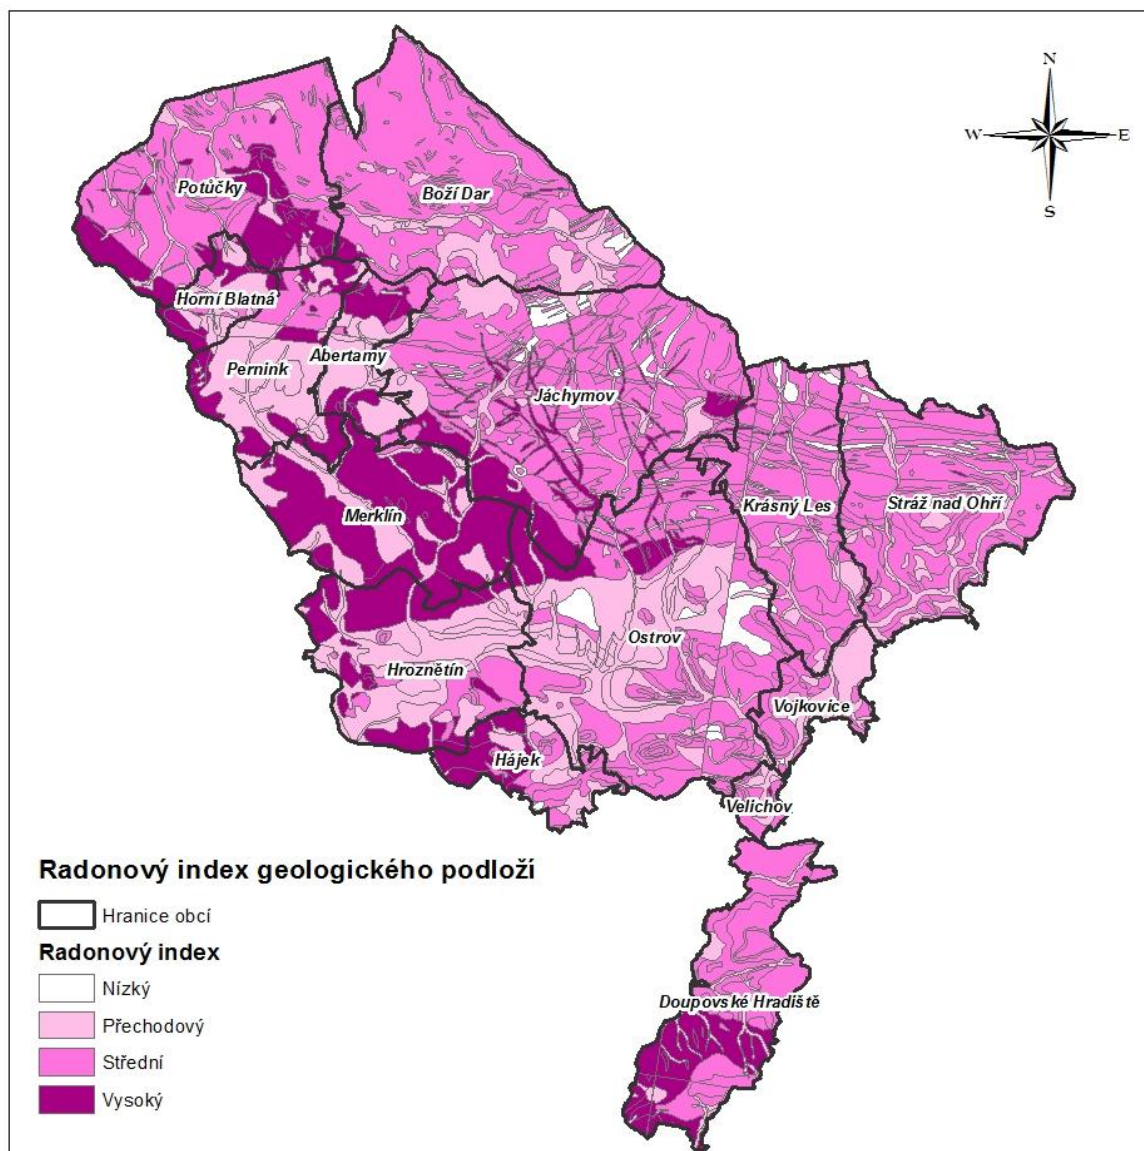 N
W E
S
Potůčky
Boží Dar
Horní Blatná
Abertamy
Pernink
Jáchymov
Krásný Les
Stráž nad Ohří
Merklín
Ostrov
Hroznětín
Vojkovice
Hájek
Velichov
Doupovské Hradiště
Radonový index geologického podloží
Hranice obcí
Radonový index
Nízký
Přechodový
Střední
Vysoký